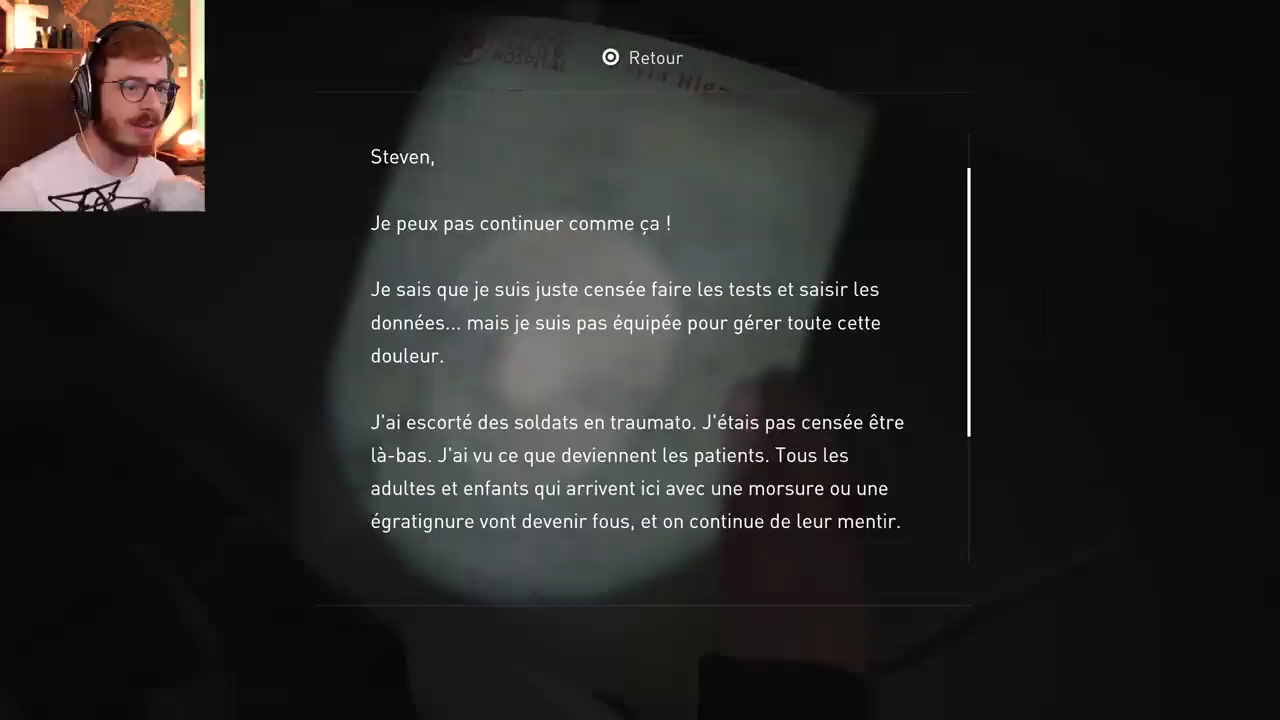 Retour
HOSPITAL
Steven,
Je peux pas continuer comme ça !
Je sais que je suis juste censée faire les tests et saisir les
données... mais je suis pas équipée pour gérer toute cette
douleur.
J'ai escorté des soldats en traumato. J'étais pas censée être
là-bas. J'ai vu ce que deviennent les patients. Tous les
adultes et enfants qui arrivent ici avec une morsure ou une
égratignure vont devenir fous, et on continue de leur mentir.